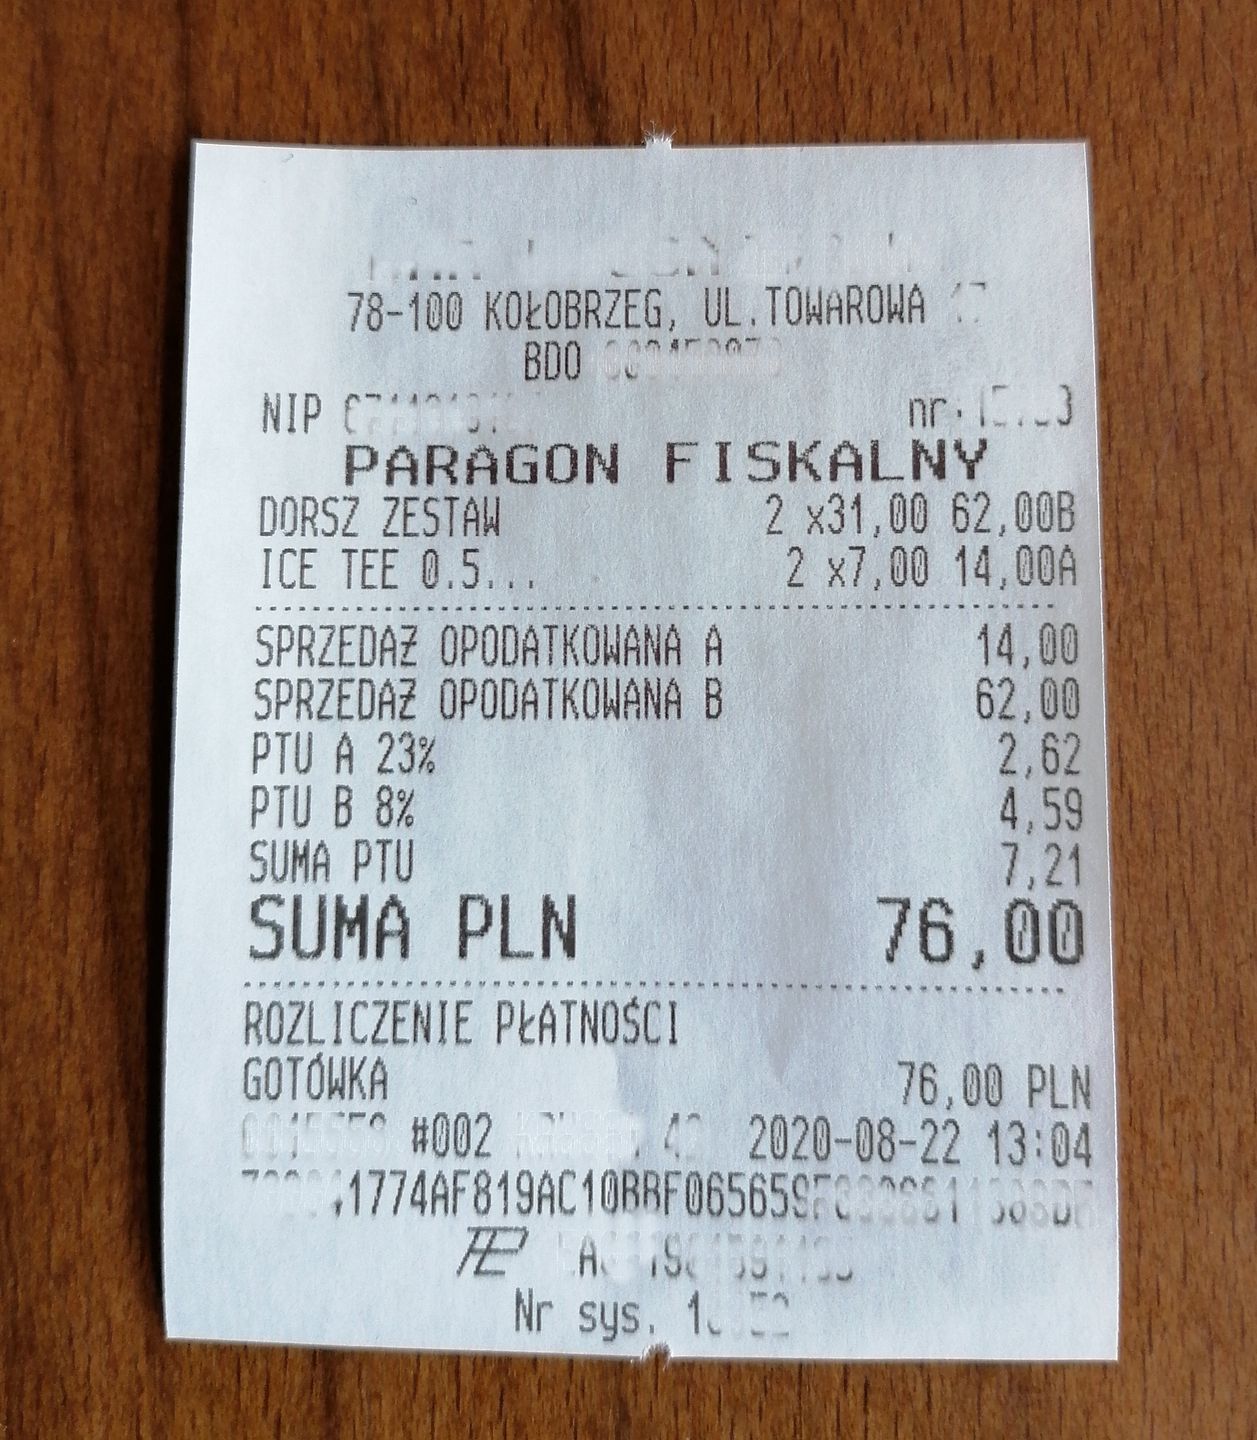 78-100 KOŁOBRZEG, UL.TOWAROWA
BDO
NIP
PARAGON FISKALNY
DORSZ ZESTAW 2 x31,00 62,00B
ICE TEE 0.5... 2 x7,00 14,00A
SPRZEDAŻ OPODATKOWANA A 14,00
SPRZEDAŻ OPODATKOWANA B 62,00
PTU A 23% 2,62
PTU B 8% 4,59
SUMA PTU 7,21
SUMA PLN 76,00
ROZLICZENIE PŁATNOŚCI
GOTÓWKA 76,00 PLN
#002 2020-08-22 13:04
Nr sys.